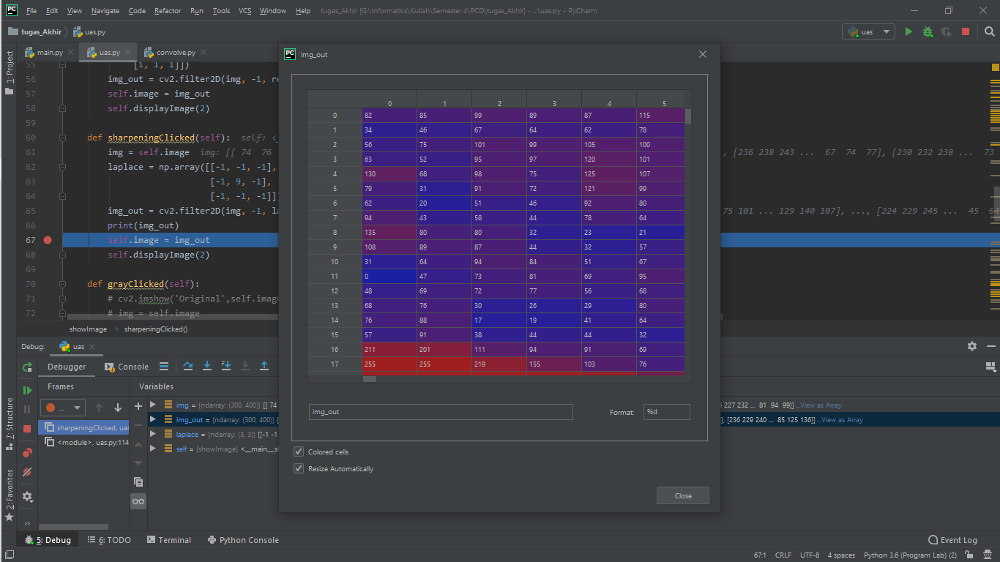 PC File Edit View Navigate Code Refactor Run Tools VCS Window Help tugas_Akhir [G:\Informatics\Kuliah\Semester 4\PCD\tugas_Akhir] - ...\uas.py - PyCharm
tugas_Akhir uas.py uas
main.py uas.py convolve.py
1: Project
7: Structure
2: Favorites
55 [1, 1, 1]])
56 img_out = cv2.filter2D(img, -1, re
57 self.image = img_out
58 self.displayImage(2)
59
60 def sharpeningClicked(self): self: <
61 img = self.image img: [[ 74 76 , [236 238 243 ... 67 74 77], [230 232 238 ... 73
62 laplace = np.array([[-1, -1, -1],
63 [-1, 9, -1],
64 [-1, -1, -1]]
65 img_out = cv2.filter2D(img, -1, la 75 101 ... 129 140 107], ..., [224 229 245 ... 45 64
66 print(img_out)
67 self.image = img_out
68 self.displayImage(2)
69
70 def grayClicked(self):
71 # cv2.imshow('Original',self.image
72 # img = self.image
showImage sharpeningClicked()
PC img_out
0 1 2 3 4 5
0 82 85 99 89 87 115
1 34 46 67 64 62 78
2 56 75 101 99 105 100
3 63 52 95 97 120 101
4 130 68 98 75 125 107
5 79 31 91 72 121 99
6 62 20 51 46 92 80
7 94 43 58 44 78 64
8 135 80 80 32 23 21
9 108 89 87 44 32 57
10 31 64 94 84 51 67
11 0 47 73 81 69 95
12 48 69 72 77 56 68
13 68 76 30 26 29 80
14 76 88 17 19 41 64
15 57 91 38 44 44 32
16 211 201 111 94 91 69
17 255 255 219 155 103 76
img_out Format: %d
Colored cells
Resize Automatically
Close
Debug: uas
Debugger Console
Frames Variables
...
sharpeningClicked, uas
<module>, uas.py:114
img = {ndarray: (300, 400)} [[ 74 227 232 ... 81 94 99]] ...View as Array
img_out = {ndarray: (300, 400)} [ ], [236 229 240 ... 85 125 136]] ...View as Array
laplace = {ndarray: (3, 3)} [[-1 -1
self = {showImage} <__main__.s
5: Debug 6: TODO Terminal Python Console Event Log
67:1 CRLF UTF-8 4 spaces Python 3.6 (Program Lab) (2)